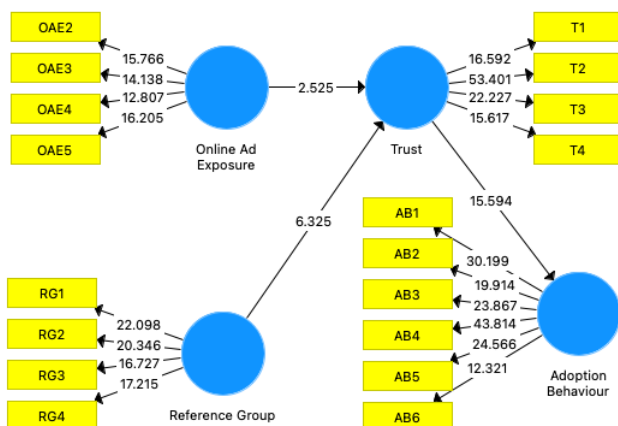 OAE2
OAE3
OAE4
OAE5
15.766
14.138
12.807
16.205
Online Ad
Exposure
2.525
Trust
16.592
53.401
22.227
15.617
T1
T2
T3
T4
6.325
15.594
RG1
RG2
RG3
RG4
22.098
20.346
16.727
17.215
Reference Group
AB1
AB2
AB3
AB4
AB5
AB6
30.199
19.914
23.867
43.814
24.566
12.321
Adoption
Behaviour